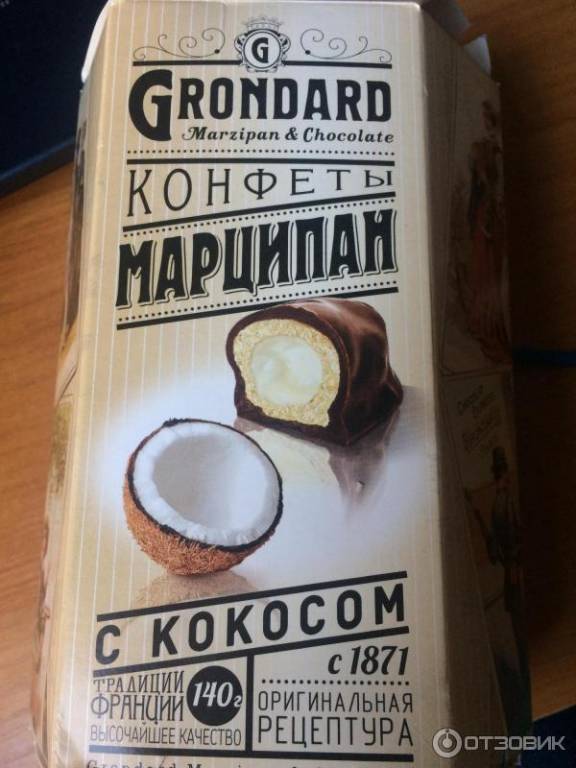 G
GRONDARD
Marzipan & Chocolate
КОНФЕТЫ
МАРЦИПАН
С КОКОСОМ
с 1871
ТРАДИЦИИ
ФРАНЦИИ
140г
ВЫСОЧАЙШЕЕ КАЧЕСТВО
ОРИГИНАЛЬНАЯ
РЕЦЕПТУРА
ОТЗОВИК